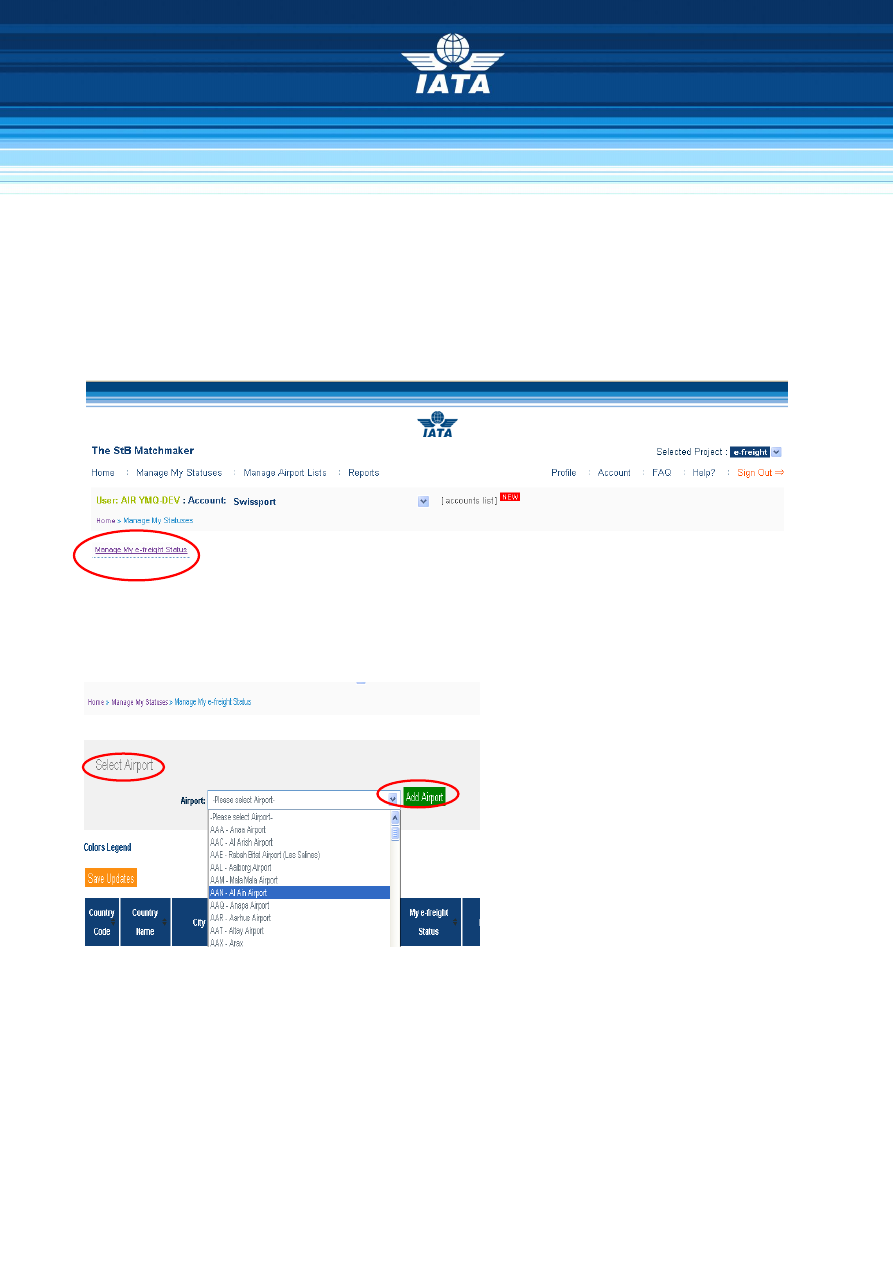 IATA
IATA
The StB Matchmaker
Selected Project : e-freight
Home : Manage My Statuses : Manage Airport Lists : Reports
Profile : Account : FAQ : Help? : Sign Out ⇒
User: AIR YMQ-DEV : Account: Swissport [ accounts list] NEW
Home » Manage My Statuses
Manage My e-freight Status
Home » Manage My Statuses » Manage My e-freight Status
Select Airport
Airport: -Please select Airport- Add Airport
-Please select Airport-
AAA - Anaa Airport
AAC - Al Arish Airport
Colors Legend
AAE - Rabah Bitat Airport (Les Salines)
AAL - Aalborg Airport
Save Updates
AAM - Mala Mala Airport
AAN - Al Ain Airport
AAQ - Anapa Airport
AAR - Aarhus Airport
AAT - Altay Airport
AAX - Arax
Country Code
Country Name
City
My e-freight Status